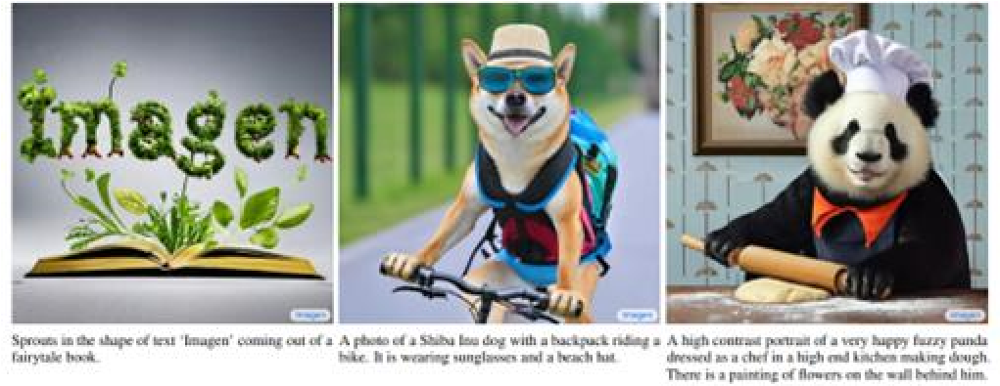 Imagen
Imagen
Imagen
Imagen
Sprouts in the shape of text 'Imagen' coming out of a
fairytale book.
A photo of a Shiba Inu dog with a backpack riding a
bike. It is wearing sunglasses and a beach hat.
A high contrast portrait of a very happy fuzzy panda
dressed as a chef in a high end kitchen making dough.
There is a painting of flowers on the wall behind him.